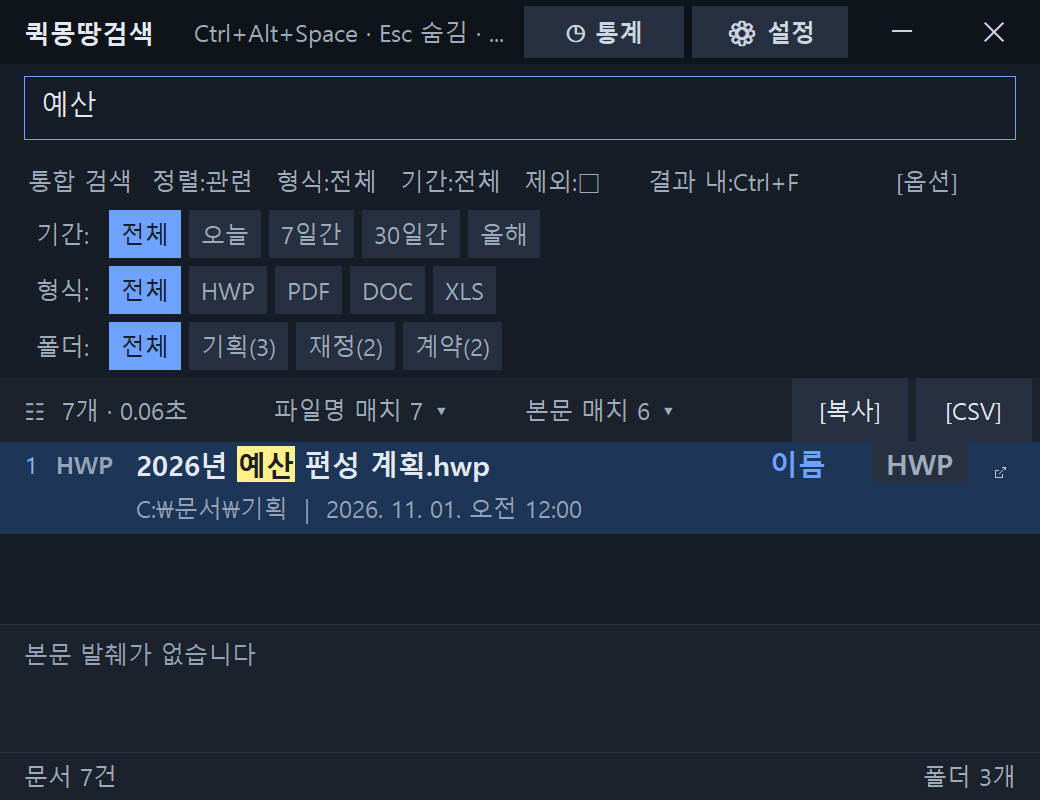 퀵몽땅검색 Ctrl+Alt+Space · Esc 숨김 · ... 통계 설정
예산
통합 검색 정렬:관련 형식:전체 기간:전체 제외:□ 결과 내:Ctrl+F [옵션]
기간: 전체 오늘 7일간 30일간 올해
형식: 전체 HWP PDF DOC XLS
폴더: 전체 기획(3) 재정(2) 계약(2)
7개 · 0.06초 파일명 매치 7 ▼ 본문 매치 6 ▼ [복사] [CSV]
1 HWP 2026년 예산 편성 계획.hwp 이름 HWP
C:₩문서₩기획 | 2026. 11. 01. 오전 12:00
본문 발췌가 없습니다
문서 7건 폴더 3개